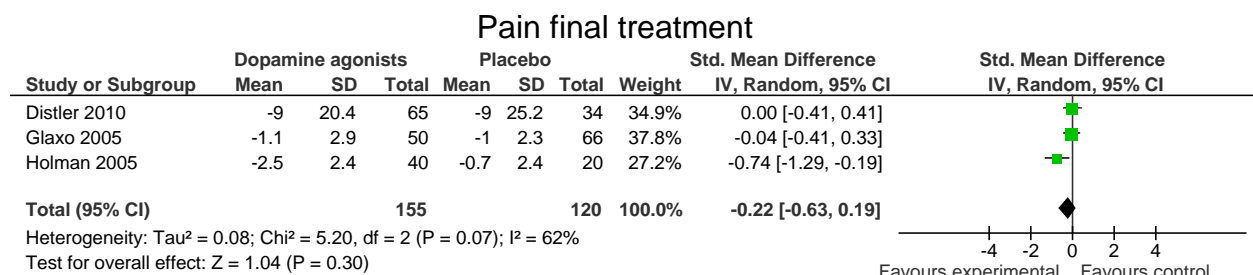 Pain final treatment
Dopamine agonists Placebo Std. Mean Difference Std. Mean Difference
Study or Subgroup Mean SD Total Mean SD Total Weight IV, Random, 95% CI IV, Random, 95% CI
Distler 2010 -9 20.4 65 -9 25.2 34 34.9% 0.00 [-0.41, 0.41]
Glaxo 2005 -1.1 2.9 50 -1 2.3 66 37.8% -0.04 [-0.41, 0.33]
Holman 2005 -2.5 2.4 40 -0.7 2.4 20 27.2% -0.74 [-1.29, -0.19]
Total (95% CI) 155 120 100.0% -0.22 [-0.63, 0.19]
Heterogeneity: Tau² = 0.08; Chi² = 5.20, df = 2 (P = 0.07); I² = 62%
Test for overall effect: Z = 1.04 (P = 0.30)
-4 -2 0 2 4
Favours experimental Favours control